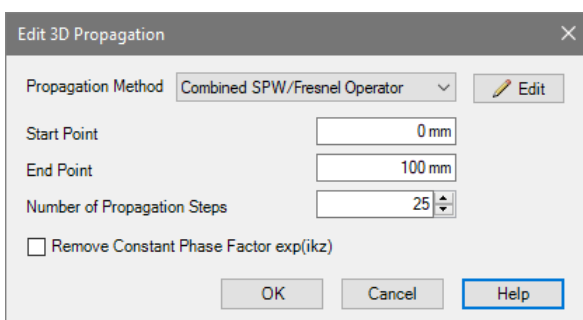 Edit 3D Propagation
Propagation Method Combined SPW/Fresnel Operator Edit
Start Point 0 mm
End Point 100 mm
Number of Propagation Steps 25
Remove Constant Phase Factor exp(ikz)
OK Cancel Help